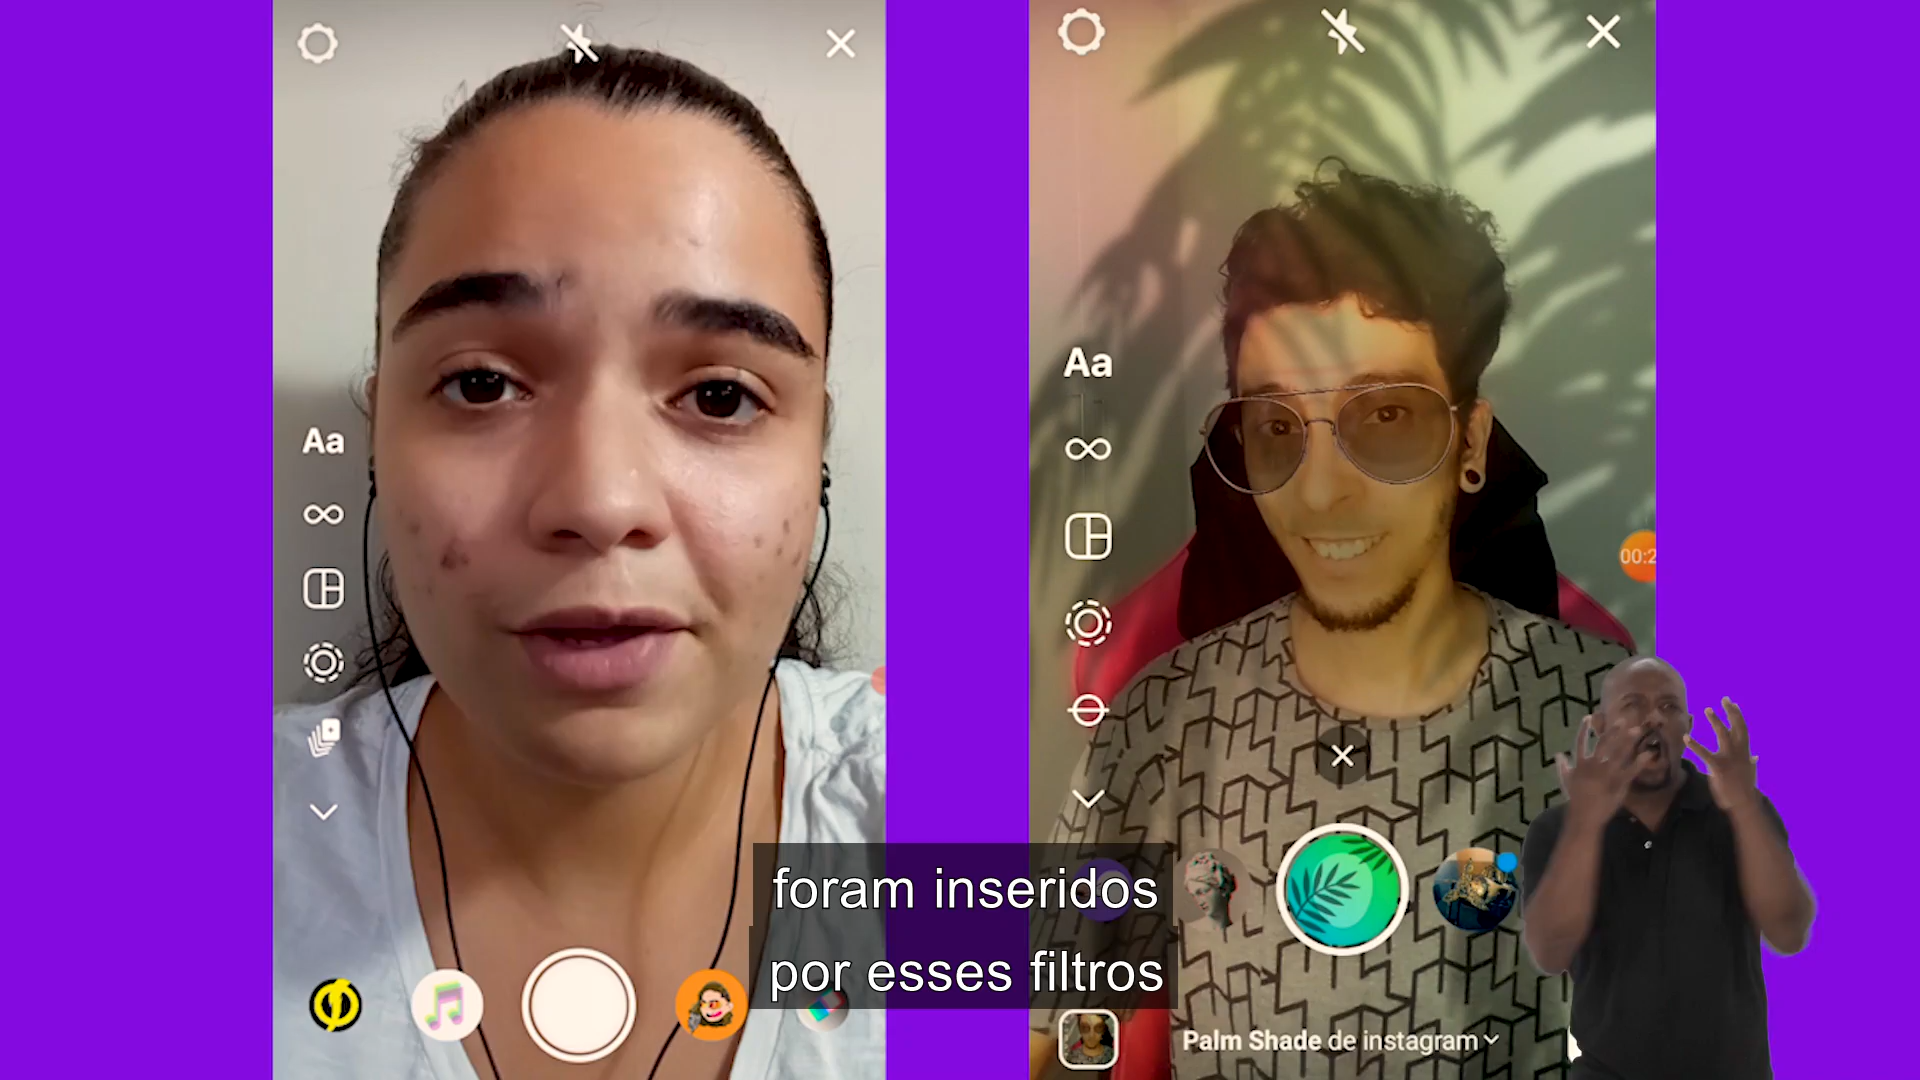 Aa
Aa
00:2
foram inseridos
por esses filtros
Palm Shade de instagram